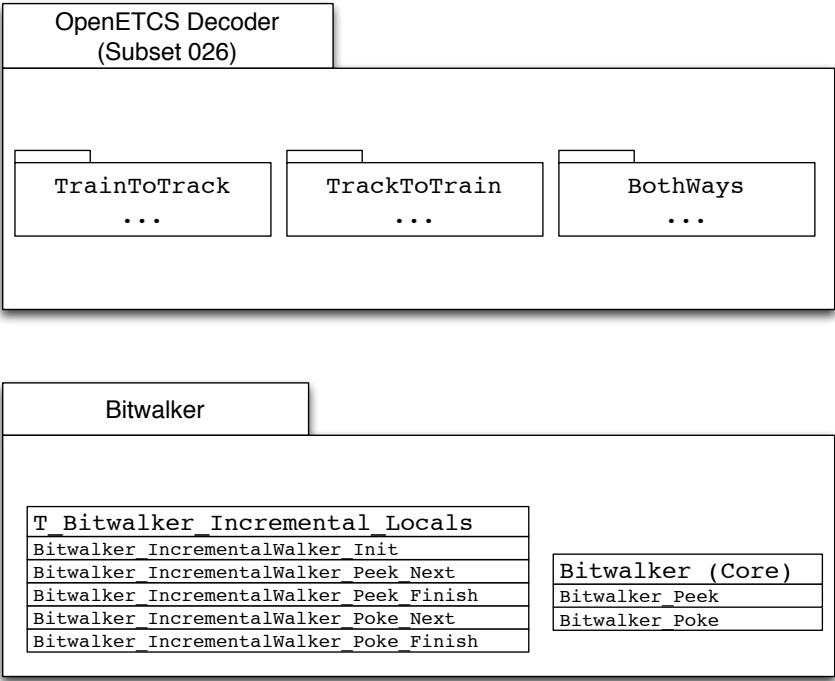 OpenETCS Decoder
(Subset 026)
TrainToTrack
...
TrackToTrain
...
BothWays
...
Bitwalker
T_Bitwalker_Incremental_Locals
Bitwalker_IncrementalWalker_Init
Bitwalker_IncrementalWalker_Peek_Next
Bitwalker_IncrementalWalker_Peek_Finish
Bitwalker_IncrementalWalker_Poke_Next
Bitwalker_IncrementalWalker_Poke_Finish
Bitwalker (Core)
Bitwalker_Peek
Bitwalker_Poke